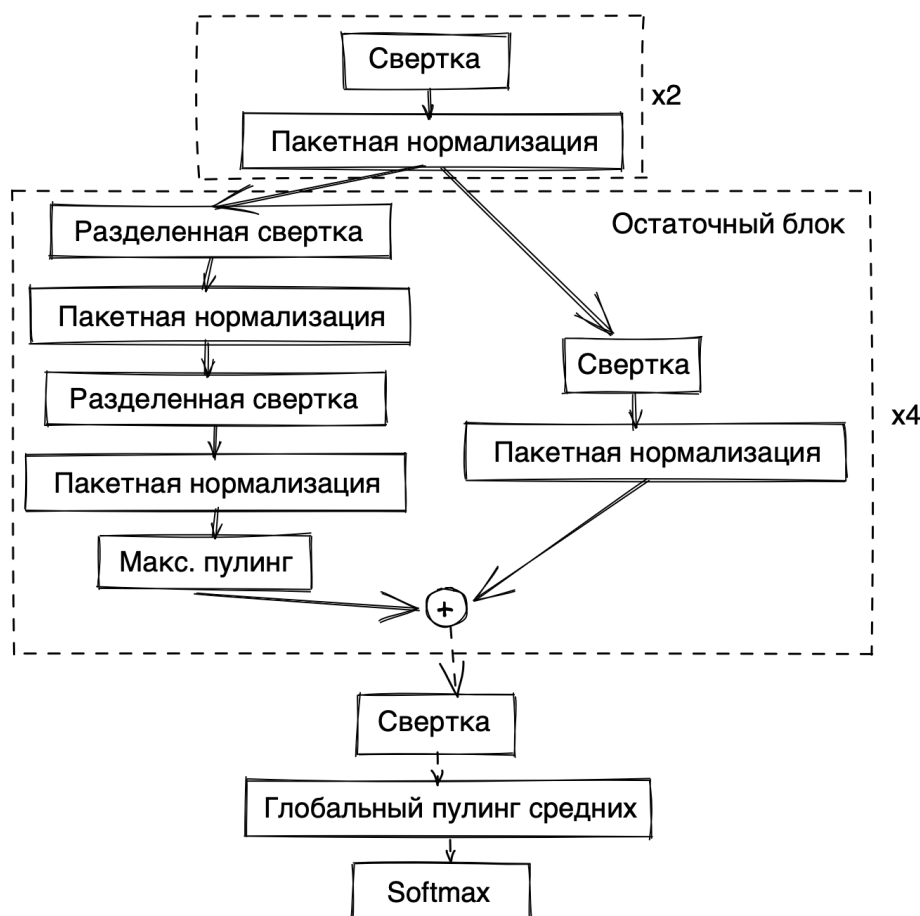 Свертка
x2
Пакетная нормализация
Остаточный блок
Разделенная свертка
Пакетная нормализация
Разделенная свертка
Пакетная нормализация
Макс. пулинг
Свертка
Пакетная нормализация
x4
+
Свертка
Глобальный пулинг средних
Softmax